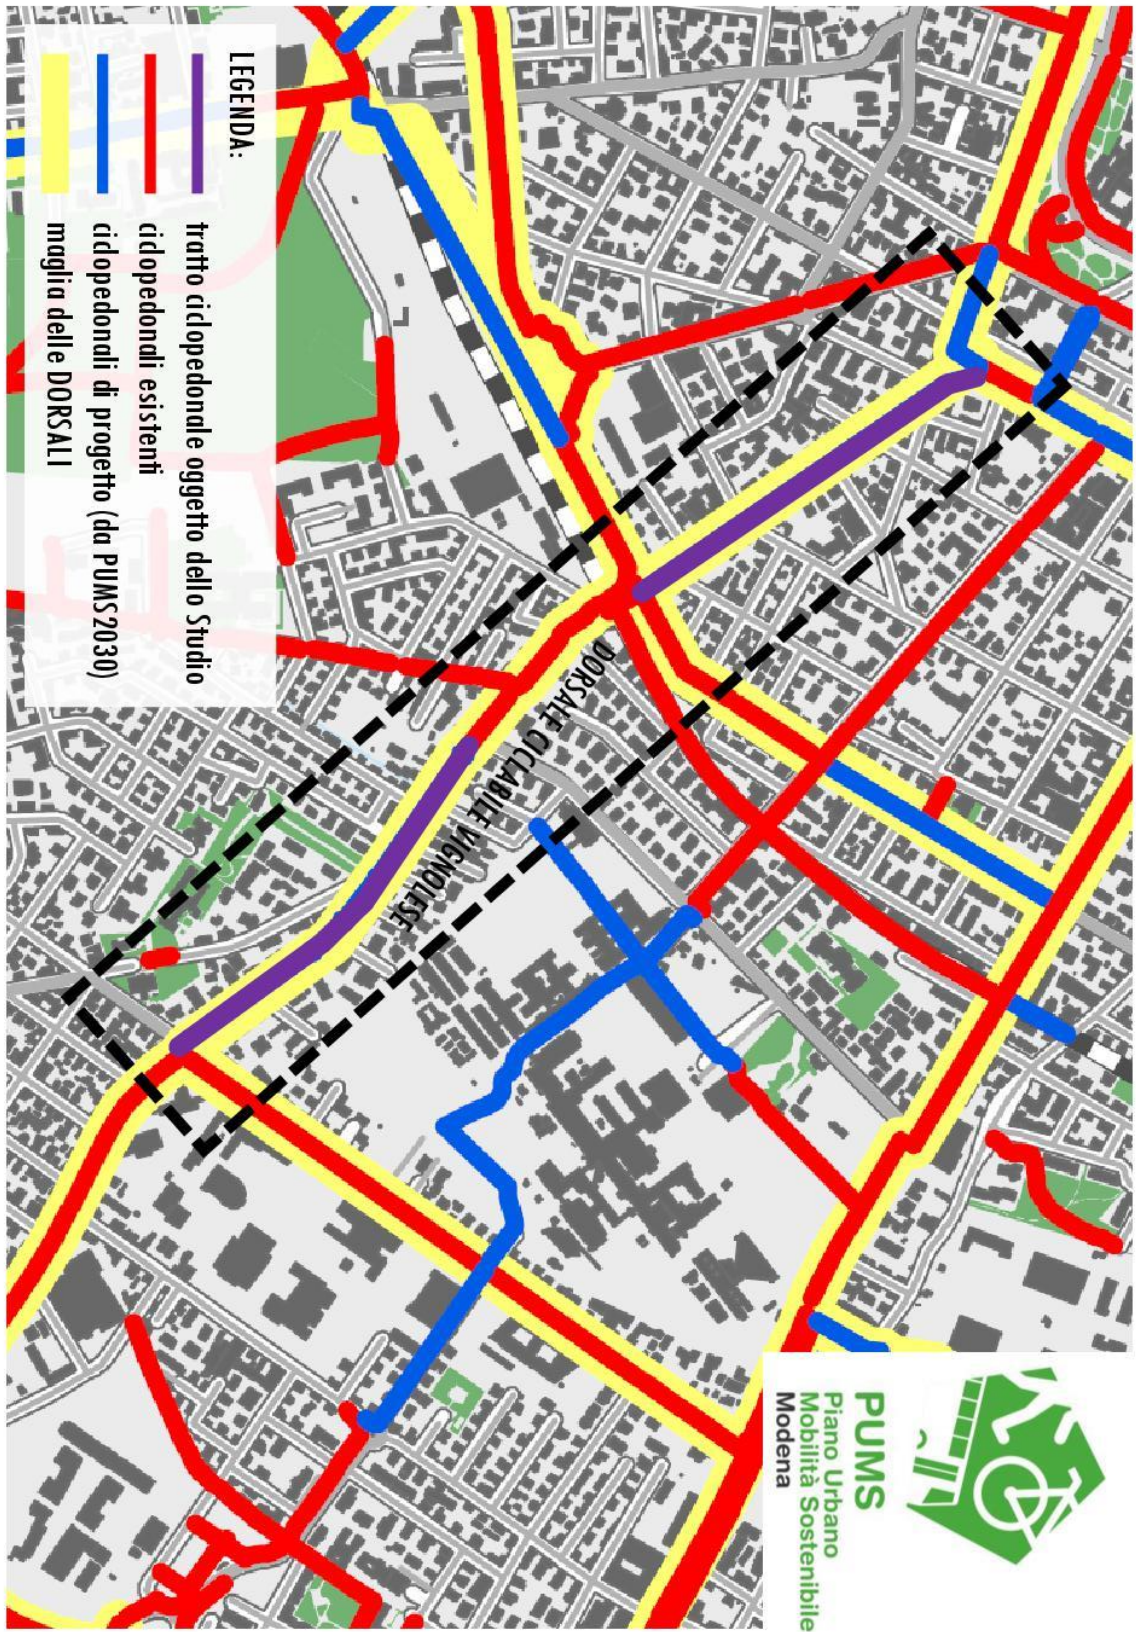 PUMS
Piano Urbano
Mobilità Sostenibile
Modena
DORSALE CICLABILE VIGNOLESE
LEGENDA:
tratto ciclopedonale oggetto dello Studio
ciclopedonali esistenti
ciclopedonali di progetto (da PUMS2030)
maglia delle DORSALI